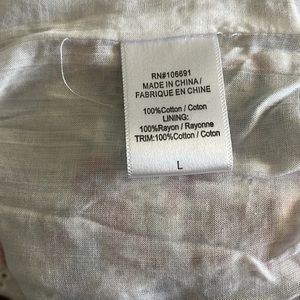 RN#106691
MADE IN CHINA/
FABRIQUE EN CHINE
100%Cotton / Coton
LINING:
100%Rayon / Rayonne
TRIM:100%Cotton / Coton
L